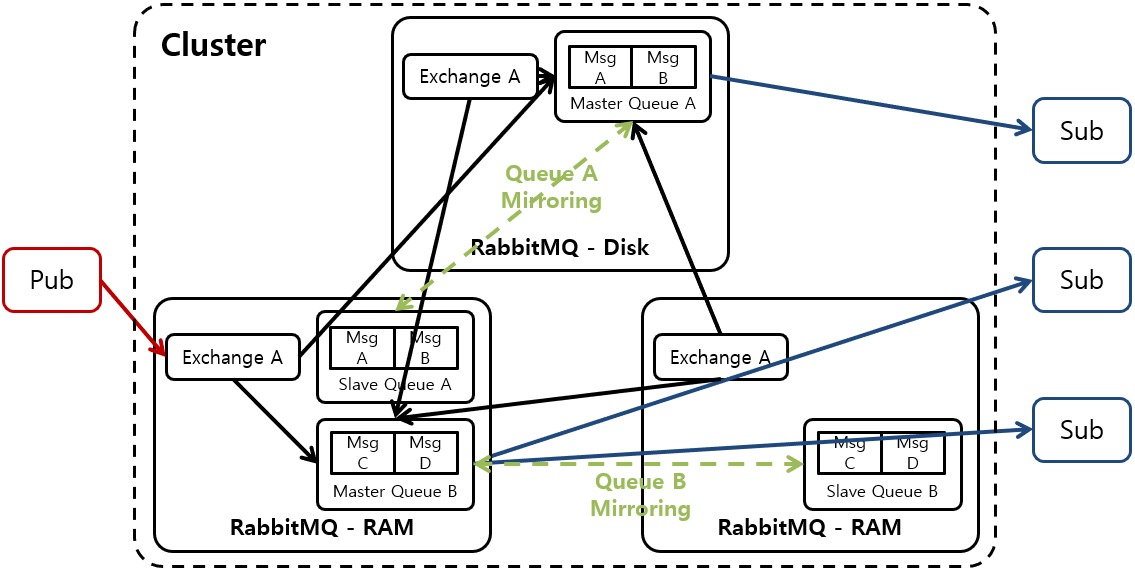 Cluster
Exchange A
Msg A
Msg B
Master Queue A
Sub
Queue A
Mirroring
RabbitMQ - Disk
Pub
Sub
Exchange A
Msg A
Msg B
Slave Queue A
Exchange A
Msg C
Msg D
Master Queue B
Queue B
Mirroring
Msg C
Msg D
Slave Queue B
Sub
RabbitMQ - RAM
RabbitMQ - RAM